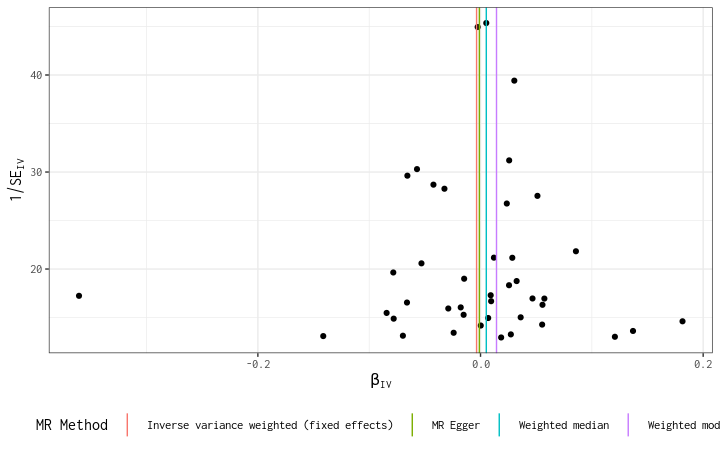 40
30
20
1/SE_IV
-0.2
0.0
0.2
β_IV
MR Method
Inverse variance weighted (fixed effects)
MR Egger
Weighted median
Weighted mod